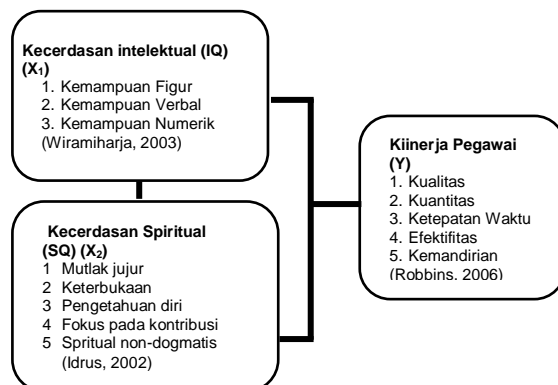 Kecerdasan intelektual (IQ)
(X1)
1. Kemampuan Figur
2. Kemampuan Verbal
3. Kemampuan Numerik
(Wiramiharja, 2003)
Kecerdasan Spiritual
(SQ) (X2)
1 Mutlak jujur
2 Keterbukaan
3 Pengetahuan diri
4 Fokus pada kontribusi
5 Spritual non-dogmatis
(Idrus, 2002)
Kiinerja Pegawai
(Y)
1. Kualitas
2. Kuantitas
3. Ketepatan Waktu
4. Efektifitas
5. Kemandirian
(Robbins. 2006)